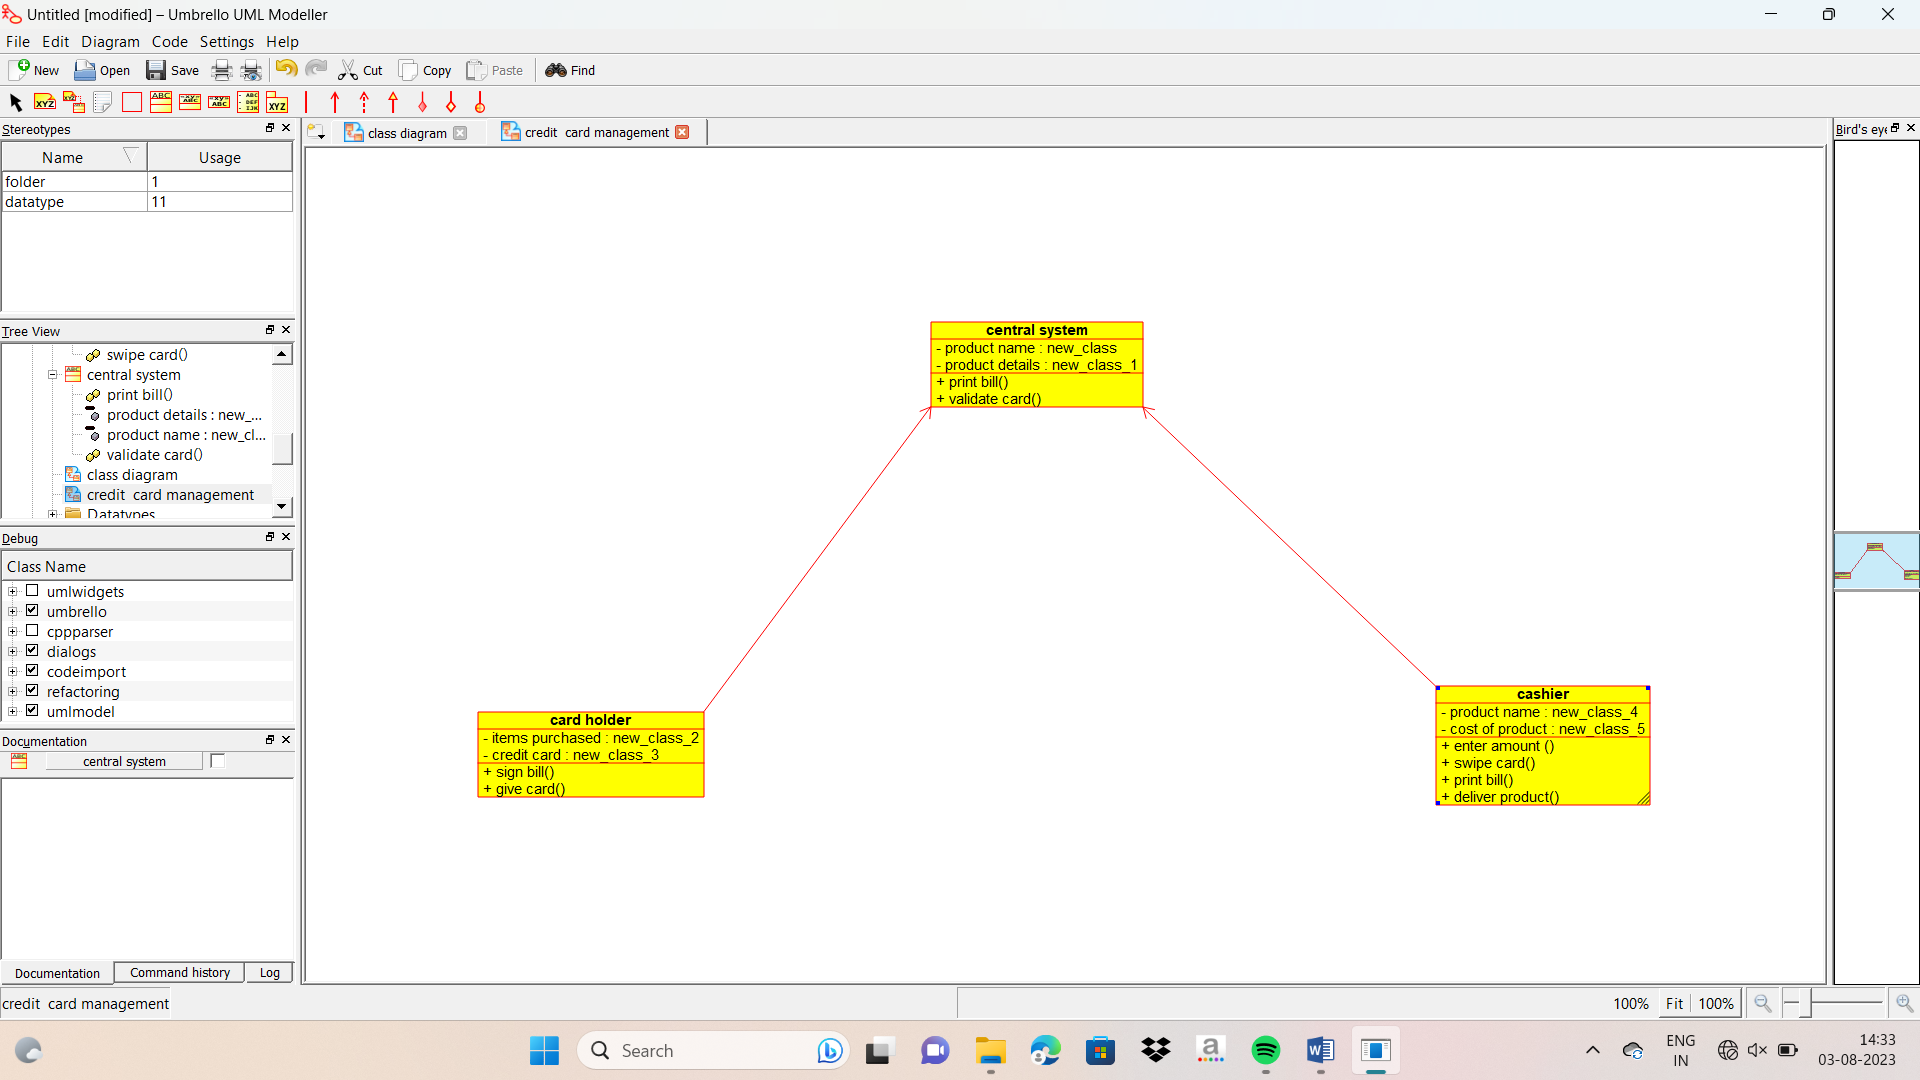 Untitled [modified] – Umbrello UML Modeller
File Edit Diagram Code Settings Help
New Open Save Cut Copy Paste Find
Stereotypes
Name Usage
folder 1
datatype 11
Tree View
swipe card()
central system
print bill()
product details : new_...
product name : new_cl...
validate card()
class diagram
credit  card management
Datatypes
Debug
Class Name
umlwidgets
umbrello
cppparser
dialogs
codeimport
refactoring
umlmodel
Documentation
central system
Documentation Command history Log
class diagram
credit  card management
central system
- product name : new_class
- product details : new_class_1
+ print bill()
+ validate card()
card holder
- items purchased : new_class_2
- credit card : new_class_3
+ sign bill()
+ give card()
cashier
- product name : new_class_4
- cost of product : new_class_5
+ enter amount ()
+ swipe card()
+ print bill()
+ deliver product()
Bird's eye
credit  card management
100% Fit 100%
Search
ENG
IN
14:33
03-08-2023